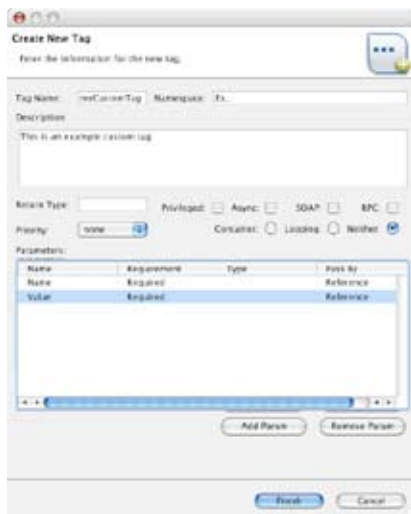 Create New Tag
Enter the information for the new tag.
Tag Name: Namespace: Ex_
Description
This is an example custom tag
Return Type: Privileged: Async: SOAP: RPC:
Priority: none Container: Looping: Neither:
Parameters:
Name Requirement Type Pass By
Name Required Reference
Value Required Reference
Add Param Remove Param
Finish Cancel